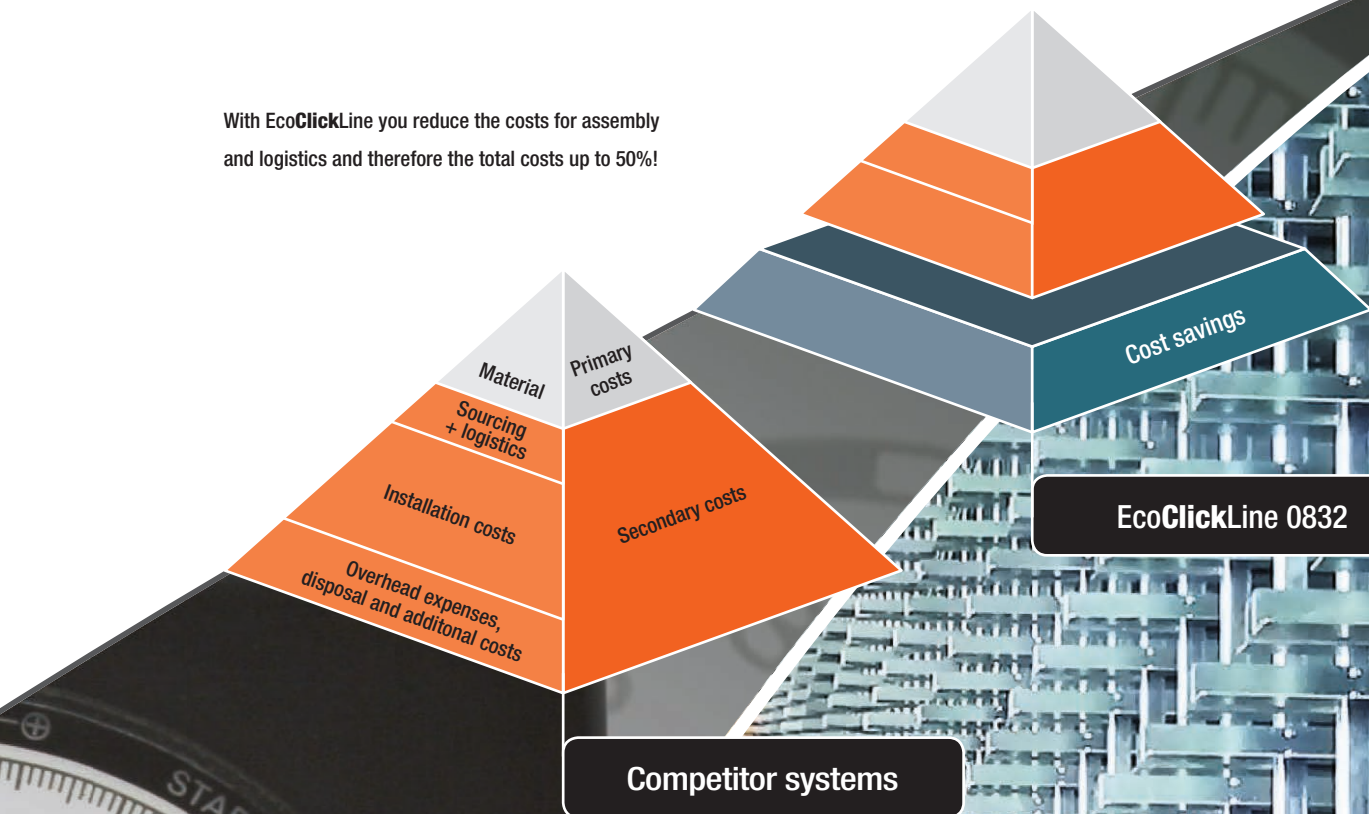 With EcoClickLine you reduce the costs for assembly
and logistics and therefore the total costs up to 50%!
Material
Primary
costs
Sourcing
+ logistics
Installation costs
Secondary costs
Overhead expenses,
disposal and additonal costs
Competitor systems
Cost savings
EcoClickLine 0832